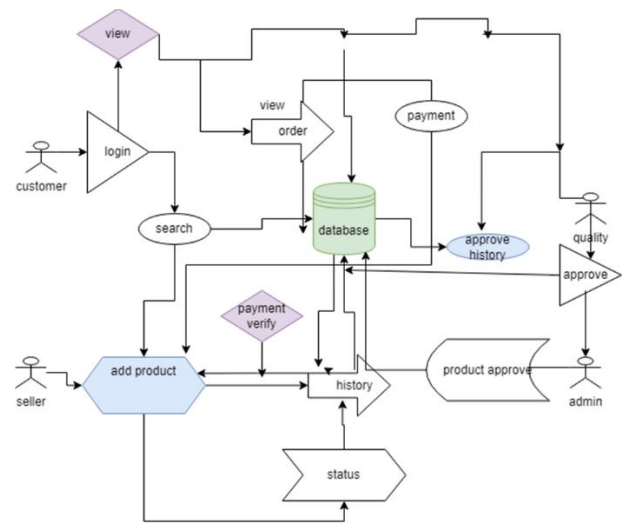 view
view
payment
order
login
customer
search
database
approve
history
quality
approve
payment
verify
add product
history
product approve
seller
admin
status